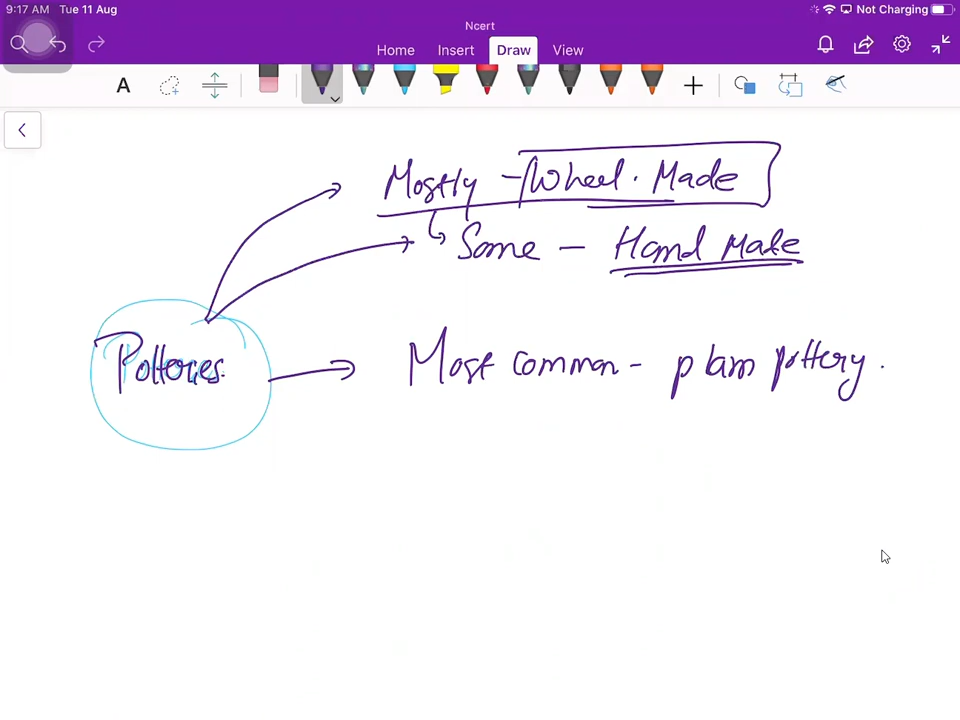 9:17 AM Tue 11 Aug
Not Charging
Ncert
Home Insert Draw View
A
Mostly - Wheel. Made
Some - Hand Made
Potteries.
Most common - plain pottery.